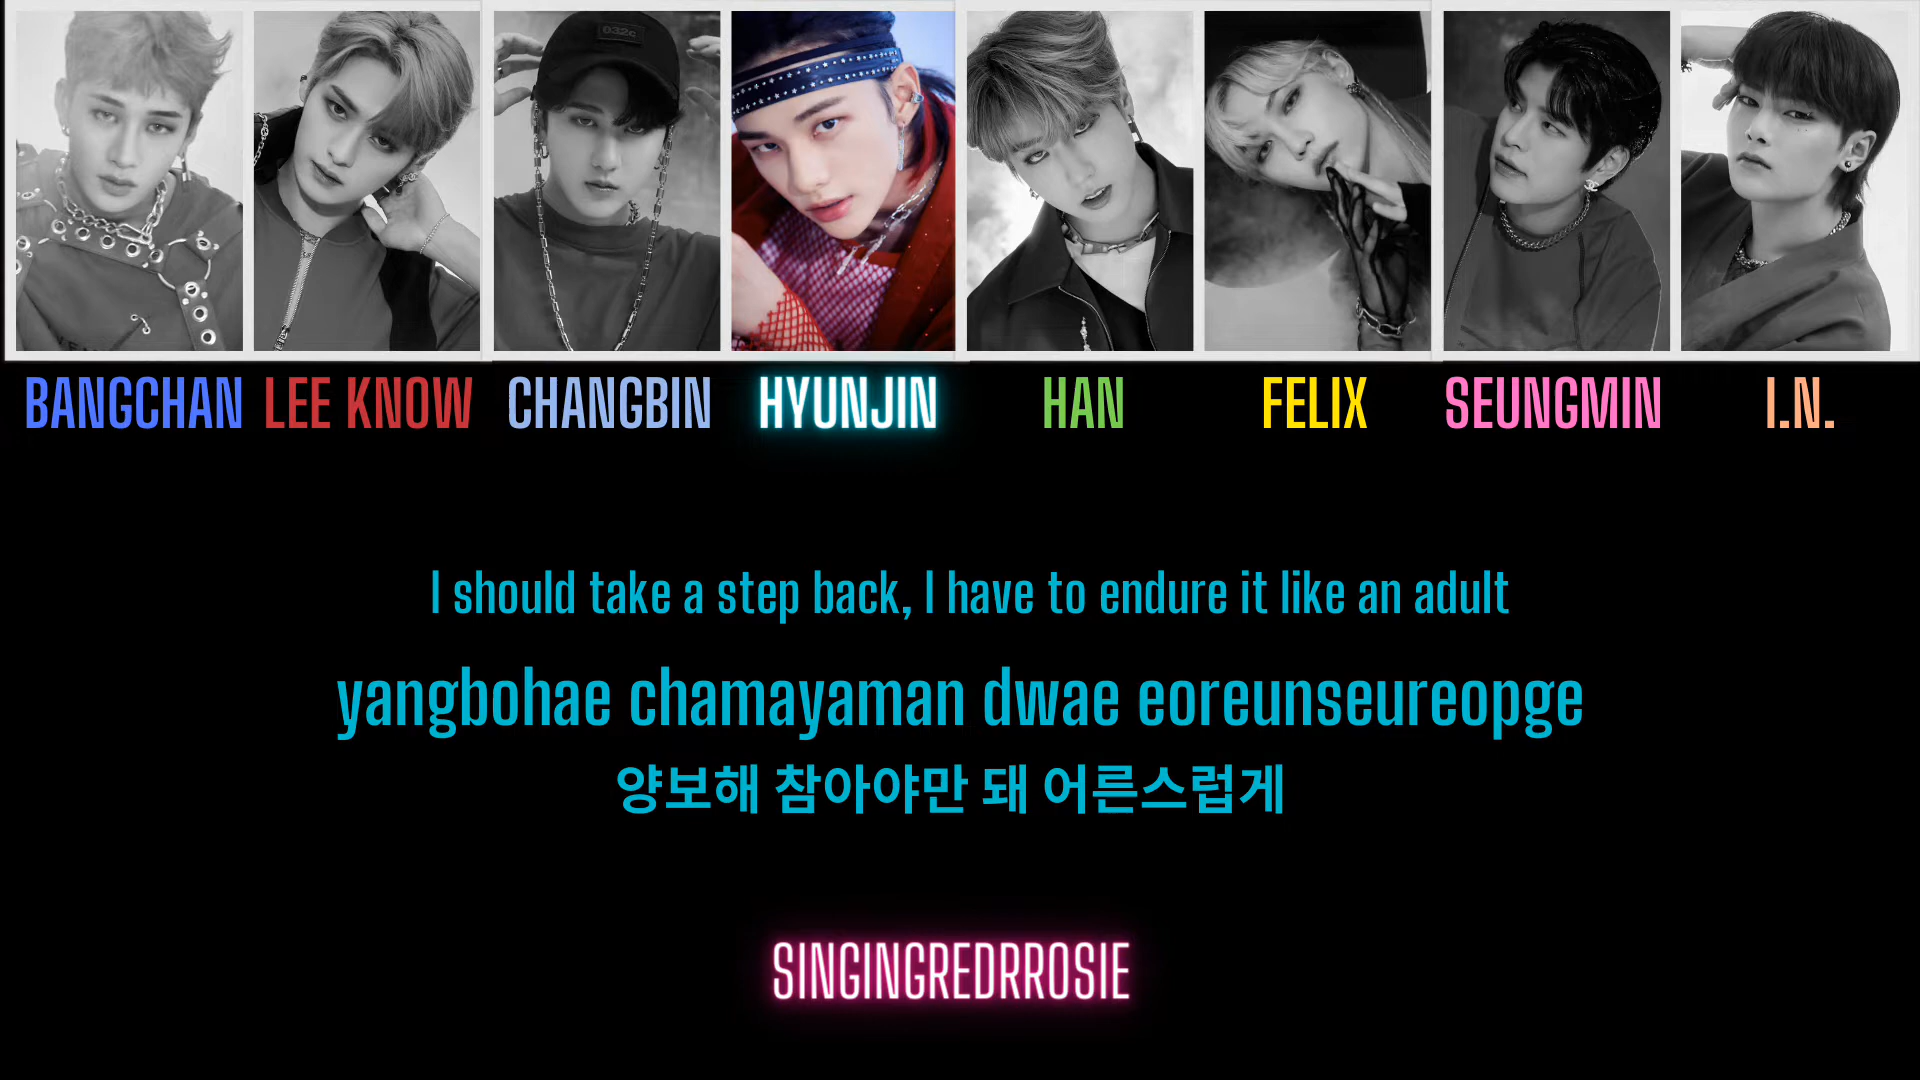 032c
BANGCHAN LEE KNOW CHANGBIN HYUNJIN HAN FELIX SEUNGMIN I.N.
I should take a step back, I have to endure it like an adult
yangbohae chamayaman dwae eoreunseureopge
양보해 참아야만 돼 어른스럽게
SINGINGREDRROSIE